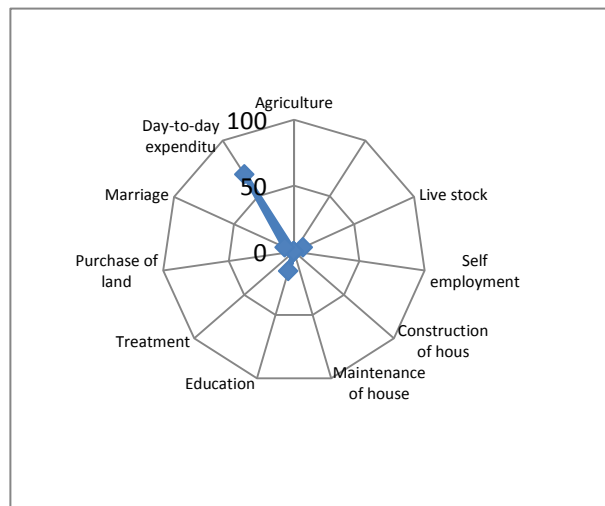 Agriculture
100
Day-to-day
expenditu
50
Live stock
Marriage
0
Purchase of
land
Self
employment
Construction
of hous
Treatment
Maintenance
of house
Education